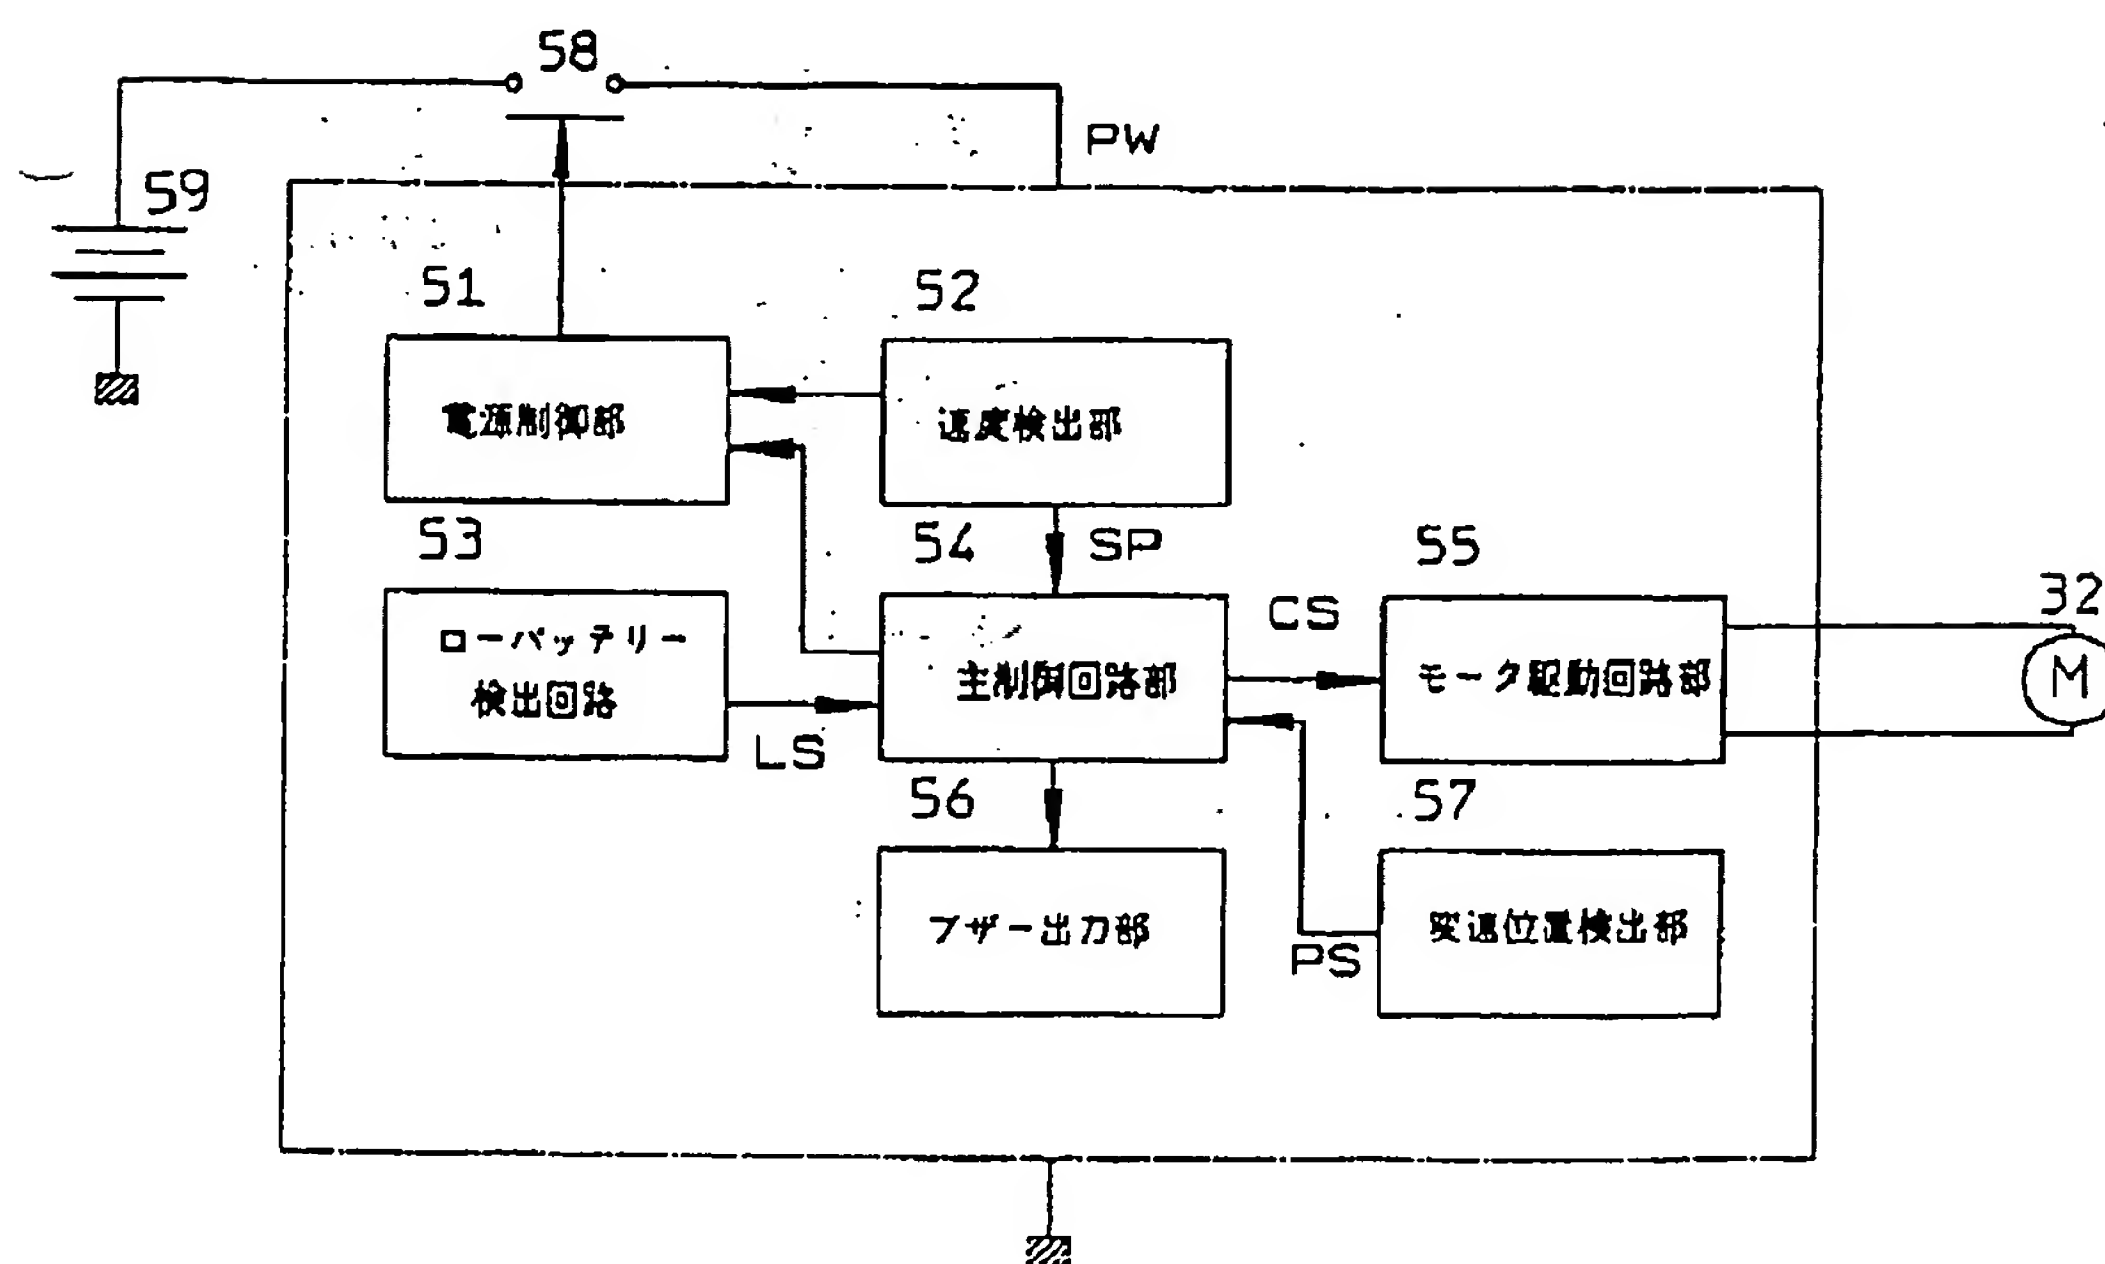 58
PW
59
51
52
電源制御部
速度検出部
53
54
SP
55
32
ローバッテリー
検出回路
LS
主制御回路部
CS
モータ駆動回路部
M
56
57
ブザー出力部
PS
変速位置検出部